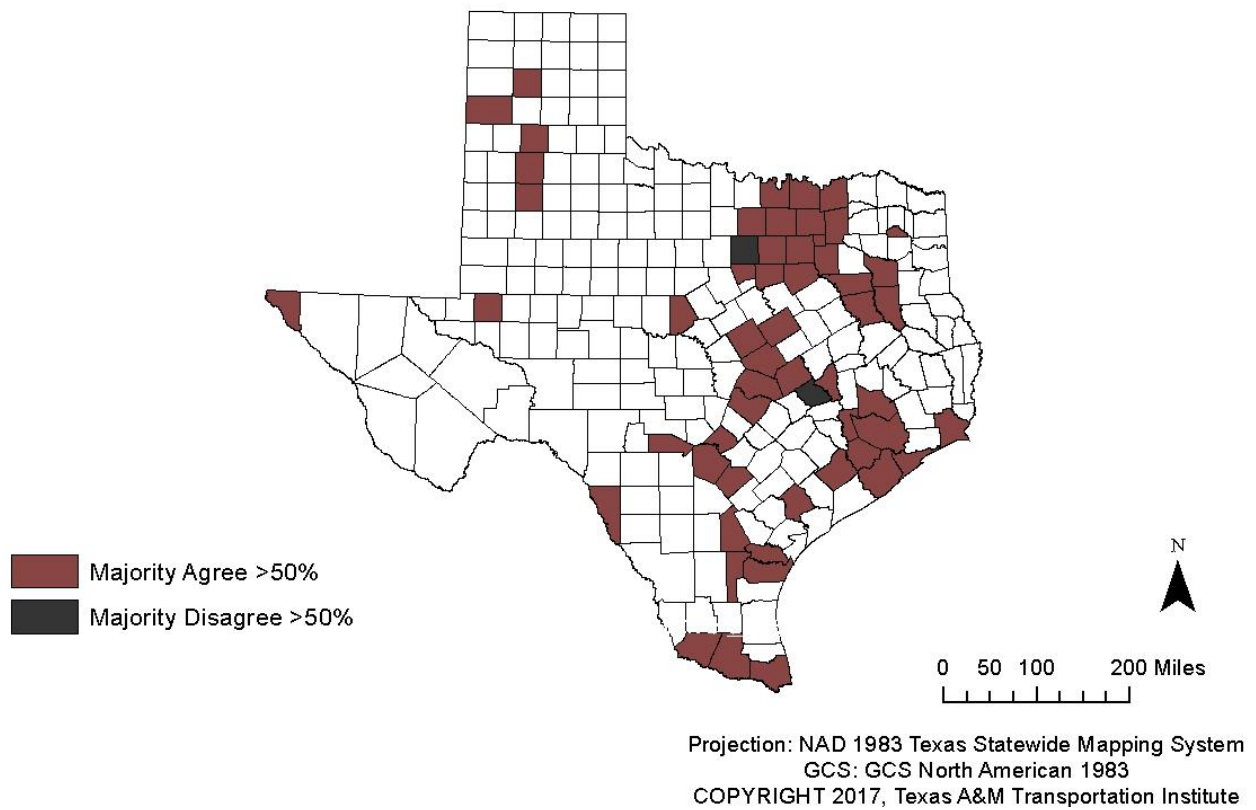 Majority Agree >50%
Majority Disagree >50%
N
0 50 100 200 Miles
Projection: NAD 1983 Texas Statewide Mapping System
GCS: GCS North American 1983
COPYRIGHT 2017, Texas A&M Transportation Institute